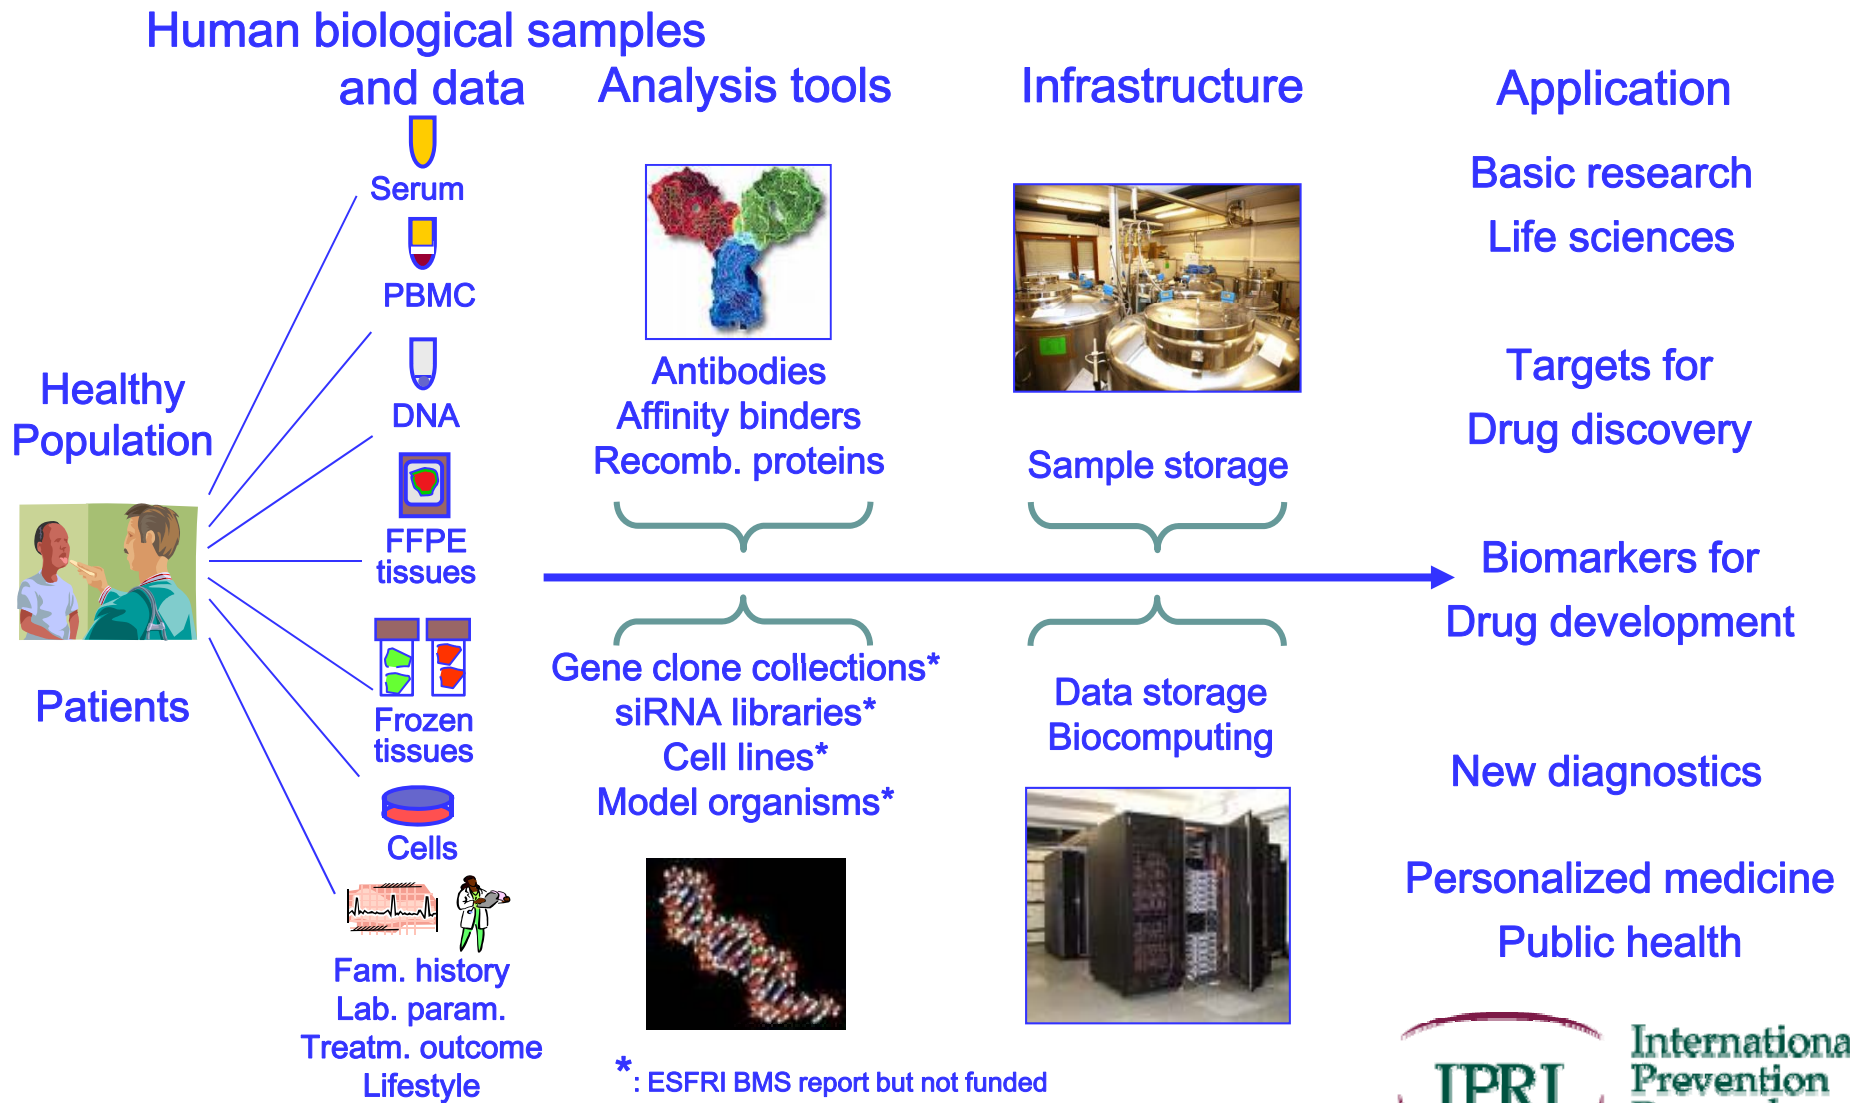 Human biological samples
and data
Analysis tools
Infrastructure
Application
Serum
PBMC
DNA
FFPE
tissues
Frozen
tissues
Cells
Fam. history
Lab. param.
Treatm. outcome
Lifestyle
Healthy
Population
Patients
Antibodies
Affinity binders
Recomb. proteins
Gene clone collections*
siRNA libraries*
Cell lines*
Model organisms*
*: ESFRI BMS report but not funded
Sample storage
Data storage
Biocomputing
Basic research
Life sciences
Targets for
Drug discovery
Biomarkers for
Drug development
New diagnostics
Personalized medicine
Public health
IPRI
Internationa
Prevention